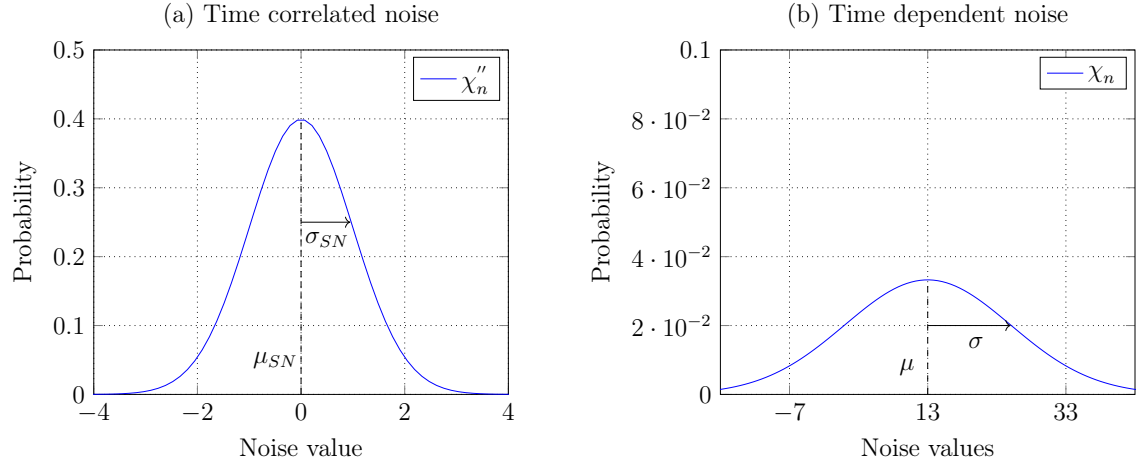 (a) Time correlated noise
0.5
0.4
0.3
0.2
0.1
0
Probability
χ''ₙ
σ_SN
μ_SN
−4
−2
0
2
4
Noise value
(b) Time dependent noise
0.1
8 · 10⁻²
6 · 10⁻²
4 · 10⁻²
2 · 10⁻²
0
Probability
χₙ
σ
μ
−7
13
33
Noise values